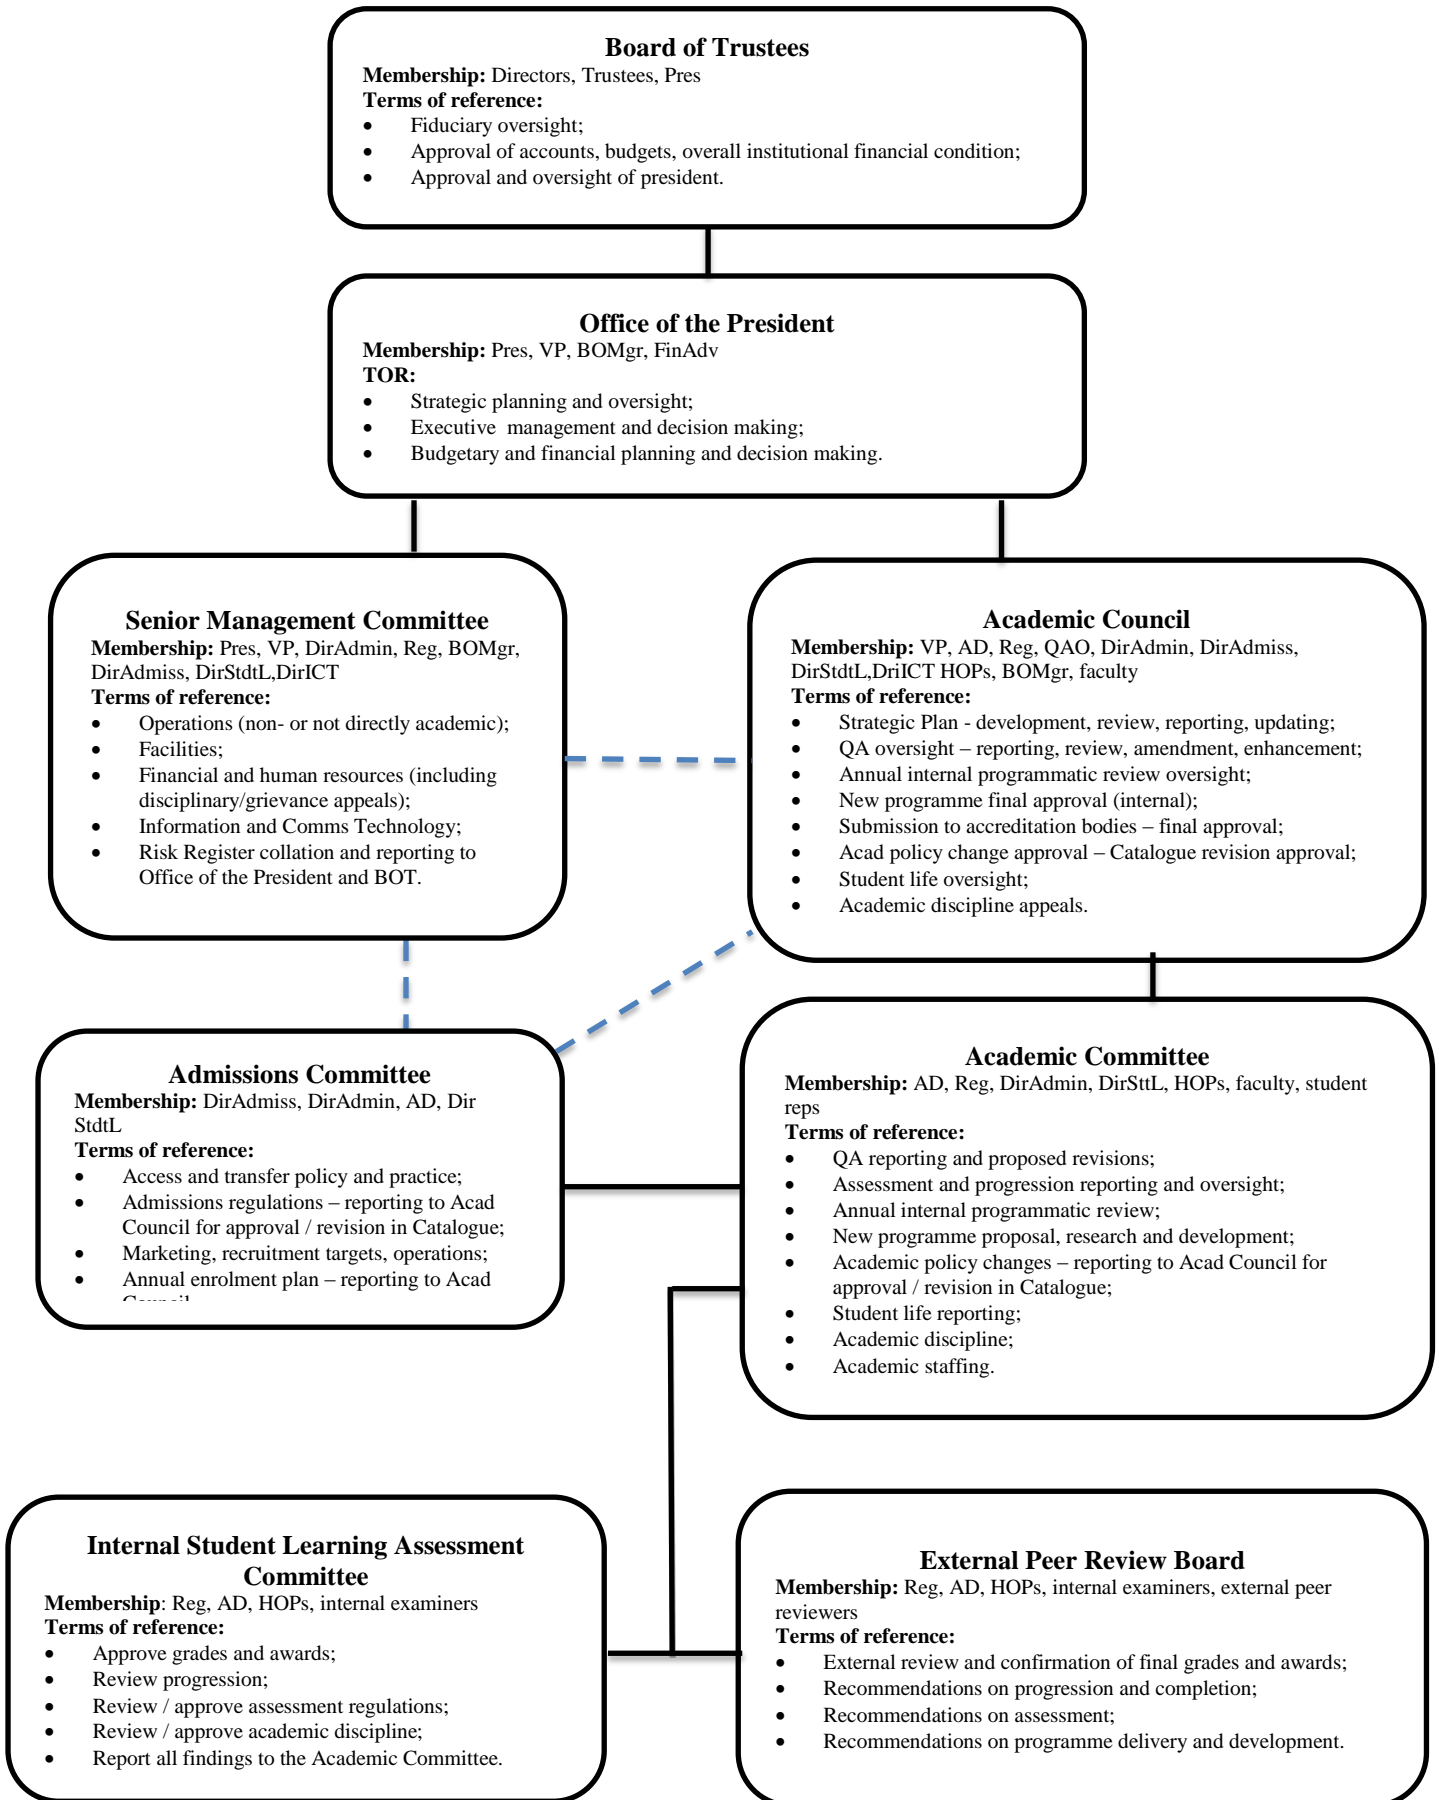 Board of Trustees
Membership: Directors, Trustees, Pres
Terms of reference:
• Fiduciary oversight;
• Approval of accounts, budgets, overall institutional financial condition;
• Approval and oversight of president.
Office of the President
Membership: Pres, VP, BOMgr, FinAdv
TOR:
• Strategic planning and oversight;
• Executive  management and decision making;
• Budgetary and financial planning and decision making.
Senior Management Committee
Membership: Pres, VP, DirAdmin, Reg, BOMgr,
DirAdmiss, DirStdtL,DirICT
Terms of reference:
• Operations (non- or not directly academic);
• Facilities;
• Financial and human resources (including
disciplinary/grievance appeals);
• Information and Comms Technology;
• Risk Register collation and reporting to
Office of the President and BOT.
Academic Council
Membership: VP, AD, Reg, QAO, DirAdmin, DirAdmiss,
DirStdtL,DriICT HOPs, BOMgr, faculty
Terms of reference:
• Strategic Plan - development, review, reporting, updating;
• QA oversight – reporting, review, amendment, enhancement;
• Annual internal programmatic review oversight;
• New programme final approval (internal);
• Submission to accreditation bodies – final approval;
• Acad policy change approval – Catalogue revision approval;
• Student life oversight;
• Academic discipline appeals.
Admissions Committee
Membership: DirAdmiss, DirAdmin, AD, Dir
StdtL
Terms of reference:
• Access and transfer policy and practice;
• Admissions regulations – reporting to Acad
Council for approval / revision in Catalogue;
• Marketing, recruitment targets, operations;
• Annual enrolment plan – reporting to Acad
Academic Committee
Membership: AD, Reg, DirAdmin, DirSttL, HOPs, faculty, student
reps
Terms of reference:
• QA reporting and proposed revisions;
• Assessment and progression reporting and oversight;
• Annual internal programmatic review;
• New programme proposal, research and development;
• Academic policy changes – reporting to Acad Council for
approval / revision in Catalogue;
• Student life reporting;
• Academic discipline;
• Academic staffing.
Internal Student Learning Assessment
Committee
Membership: Reg, AD, HOPs, internal examiners
Terms of reference:
• Approve grades and awards;
• Review progression;
• Review / approve assessment regulations;
• Review / approve academic discipline;
• Report all findings to the Academic Committee.
External Peer Review Board
Membership: Reg, AD, HOPs, internal examiners, external peer
reviewers
Terms of reference:
• External review and confirmation of final grades and awards;
• Recommendations on progression and completion;
• Recommendations on assessment;
• Recommendations on programme delivery and development.